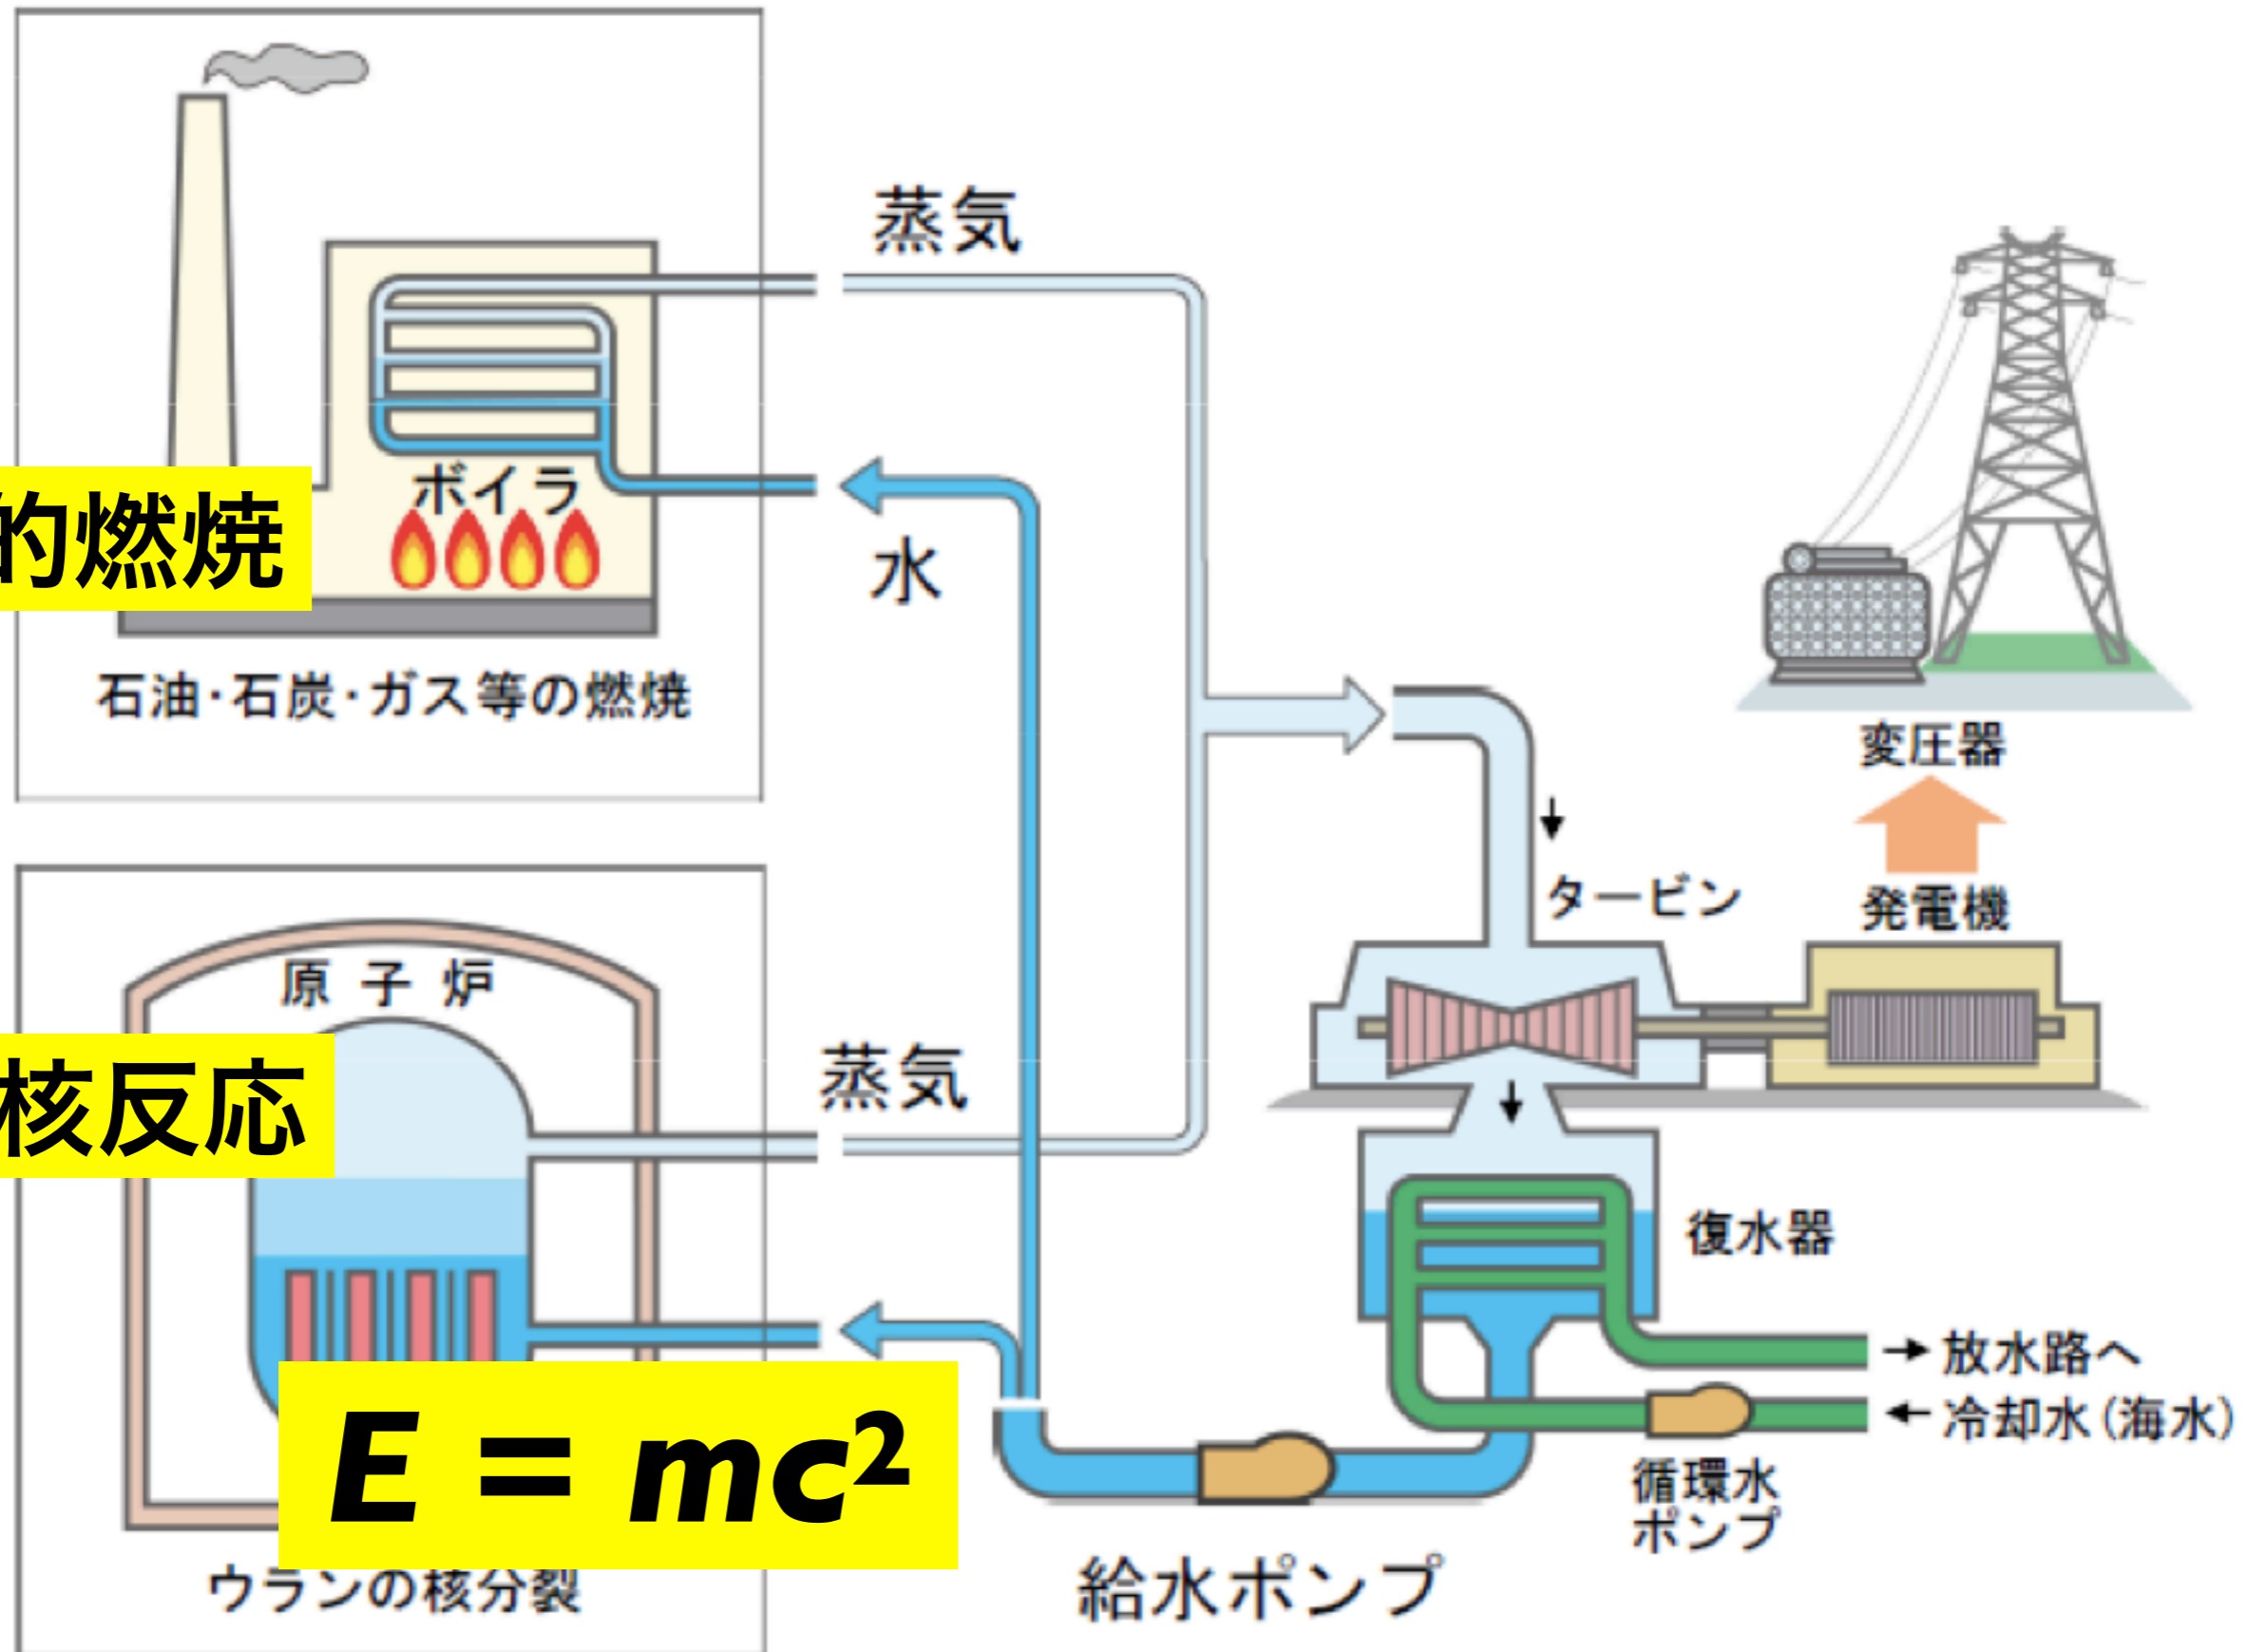 蒸気
ボイラ
的燃焼
水
石油・石炭・ガス等の燃焼
変圧器
タービン
発電機
原子炉
核反応
蒸気
復水器
→放水路へ
←冷却水(海水)
循環水
ポンプ
E = mc²
ウランの核分裂
給水ポンプ